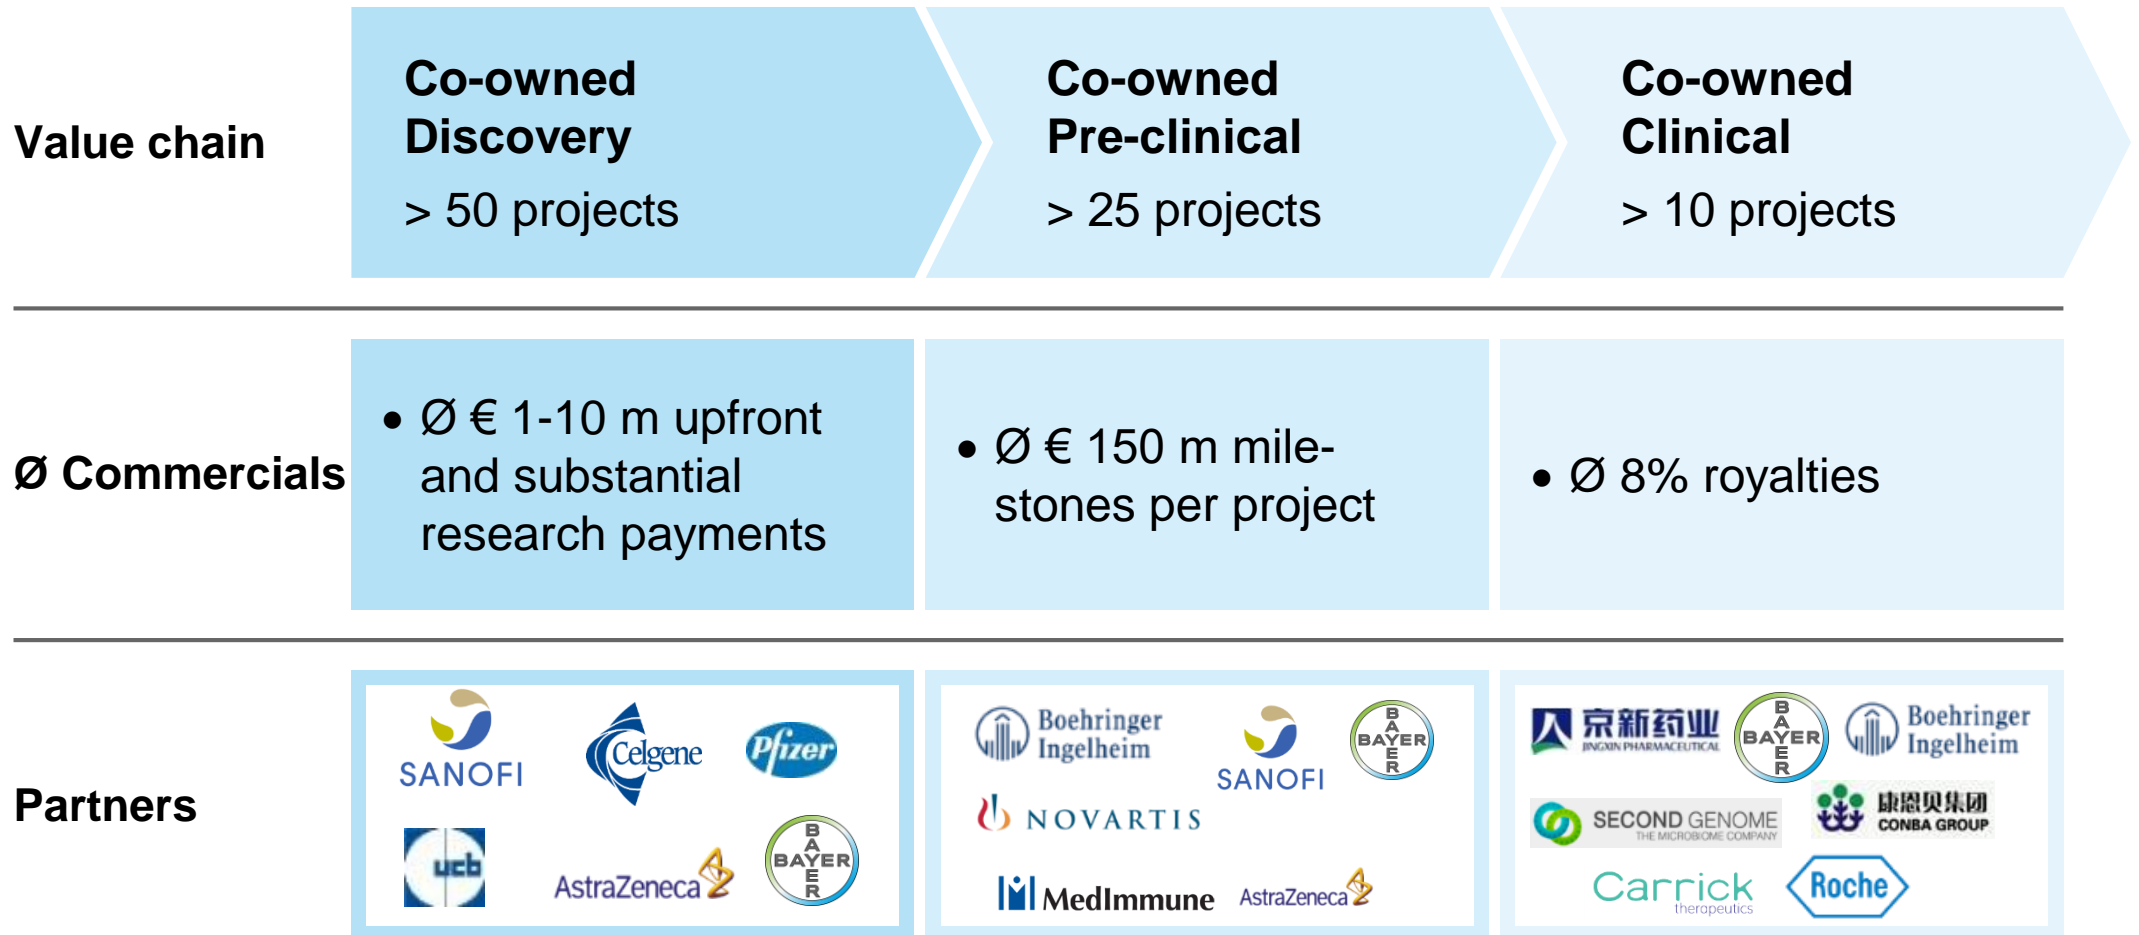 Value chain
Co-owned
Discovery
> 50 projects
Co-owned
Pre-clinical
> 25 projects
Co-owned
Clinical
> 10 projects
Ø Commercials
• Ø € 1-10 m upfront
and substantial
research payments
• Ø € 150 m mile-
stones per project
• Ø 8% royalties
Partners
SANOFI
Celgene
Pfizer
ucb
AstraZeneca
BAYER
BAYER
Boehringer
Ingelheim
SANOFI
BAYER
BAYER
NOVARTIS
MedImmune
AstraZeneca
京新药业
JINGXIN PHARMACEUTICAL
BAYER
BAYER
Boehringer
Ingelheim
SECOND GENOME
THE MICROBIOME COMPANY
康恩贝集团
CONBA GROUP
Carrick
therapeutics
Roche